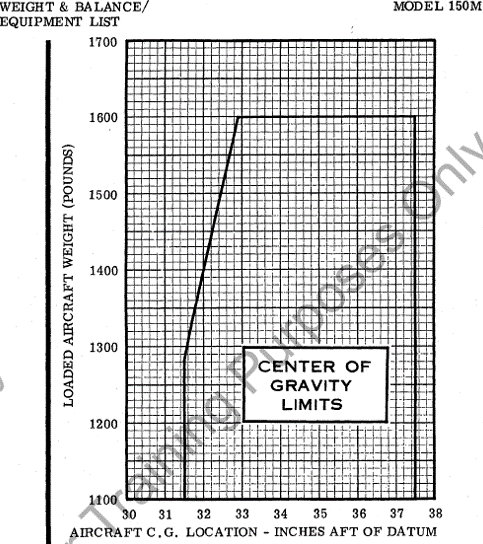 WEIGHT & BALANCE/
EQUIPMENT LIST
MODEL 150M
LOADED AIRCRAFT WEIGHT (POUNDS)
1700
1600
1500
1400
1300
1200
1100
CENTER OF
GRAVITY
LIMITS
30 31 32 33 34 35 36 37 38
AIRCRAFT C.G. LOCATION - INCHES AFT OF DATUM
Training Purposes Only